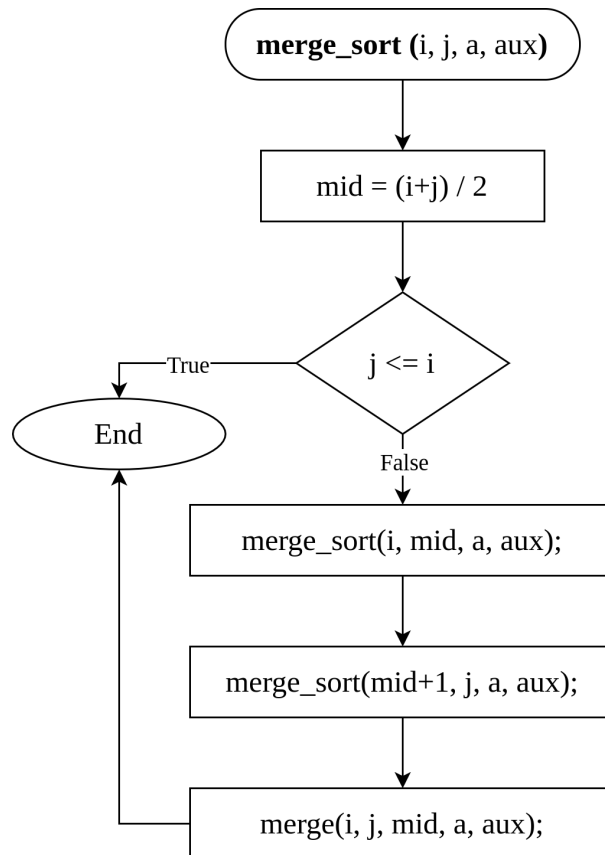 merge_sort (i, j, a, aux)
mid = (i+j) / 2
j <= i
True
End
False
merge_sort(i, mid, a, aux);
merge_sort(mid+1, j, a, aux);
merge(i, j, mid, a, aux);